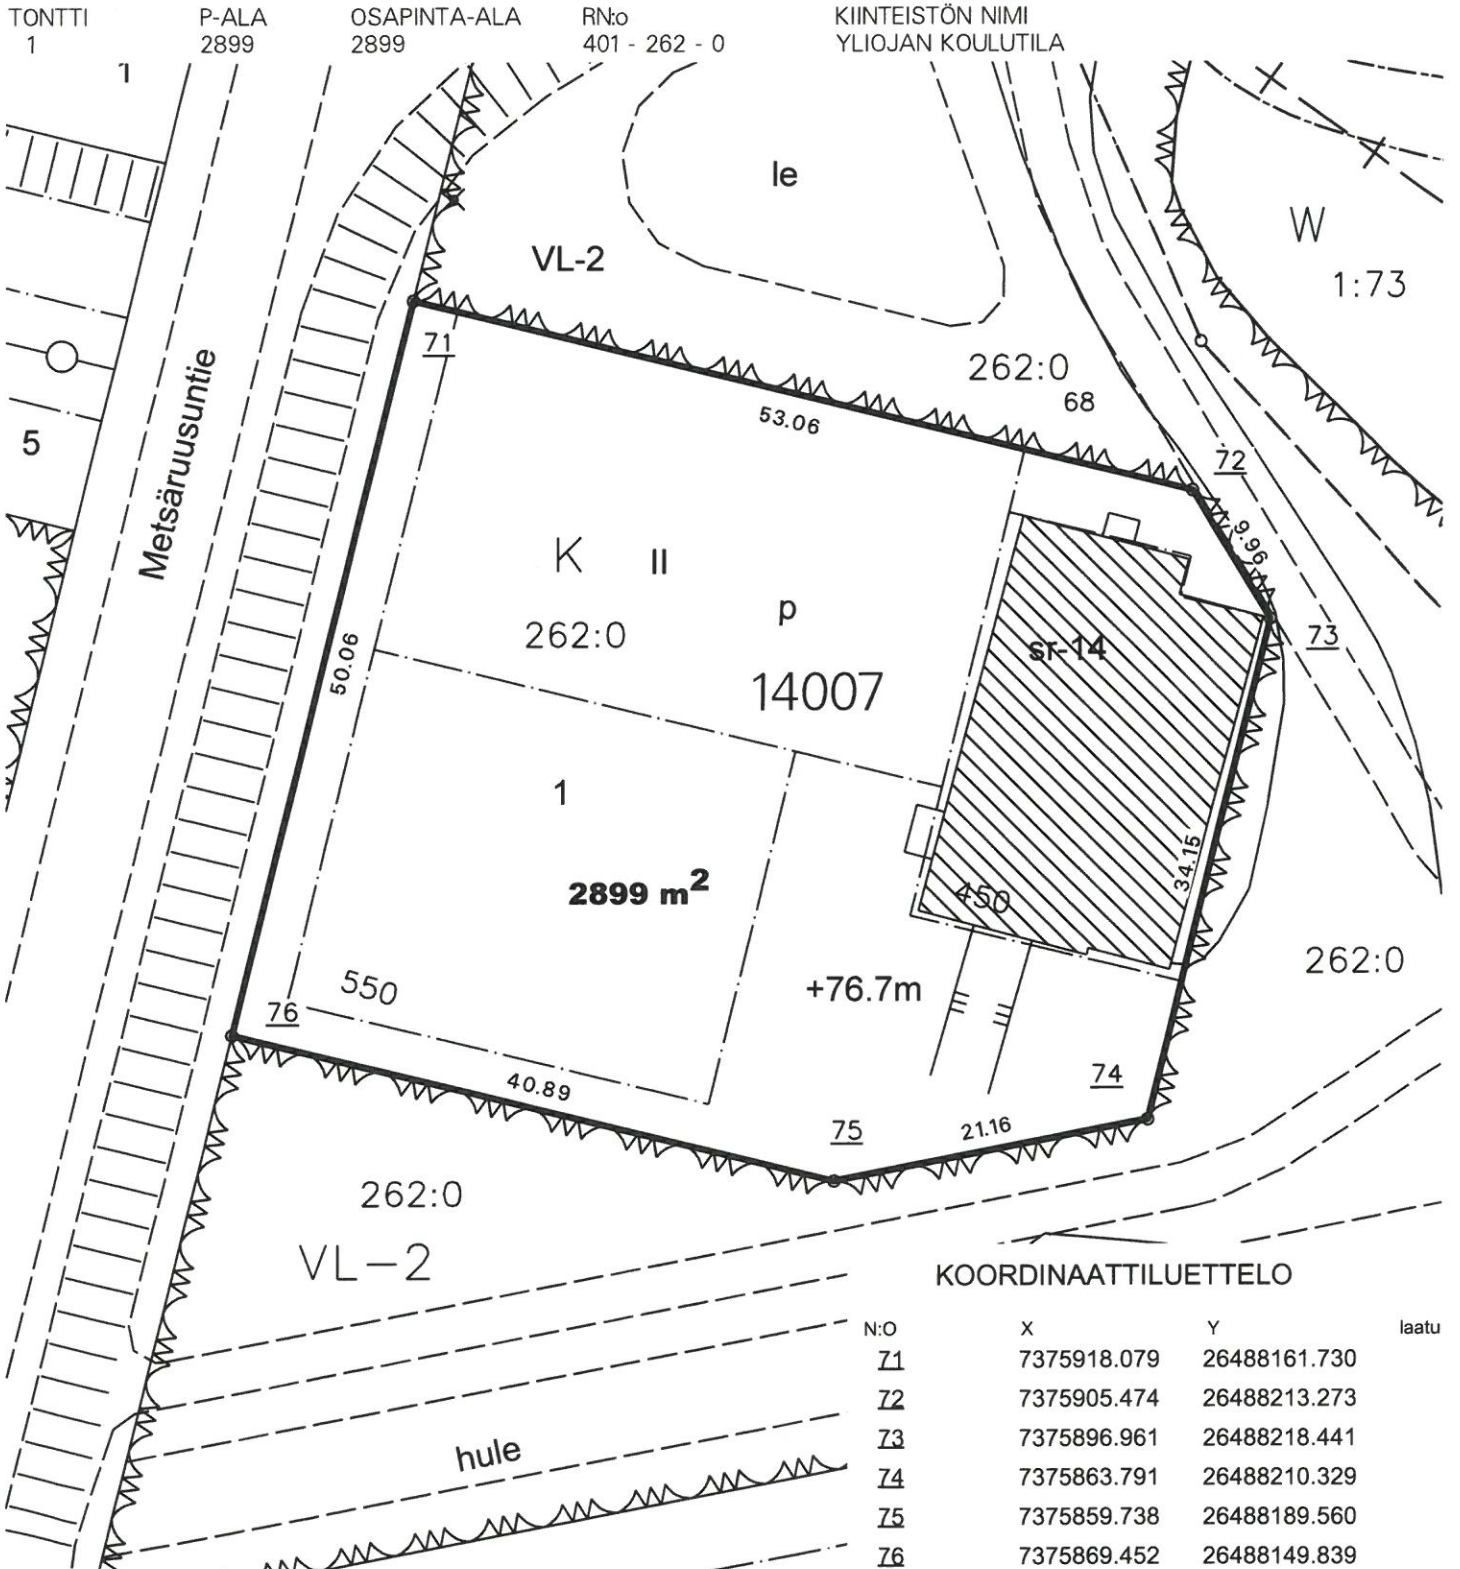 TONTTI P-ALA OSAPINTA-ALA RN:o KIINTEISTÖN NIMI
1 2899 2899 401 - 262 - 0 YLIOJAN KOULUTILA
1
le
W
VL-2
1:73
71
262:0
68
53.06
5
72
Metsäruusuntie
9.96
K II
p
262:0
73
sr-14
50.06
14007
1
34.15
2899 m²
450
262:0
+76.7m
550
76
74
40.89
21.16
75
262:0
VL-2
hule
KOORDINAATTILUETTELO
N:O X Y laatu
71 7375918.079 26488161.730
72 7375905.474 26488213.273
73 7375896.961 26488218.441
74 7375863.791 26488210.329
75 7375859.738 26488189.560
76 7375869.452 26488149.839